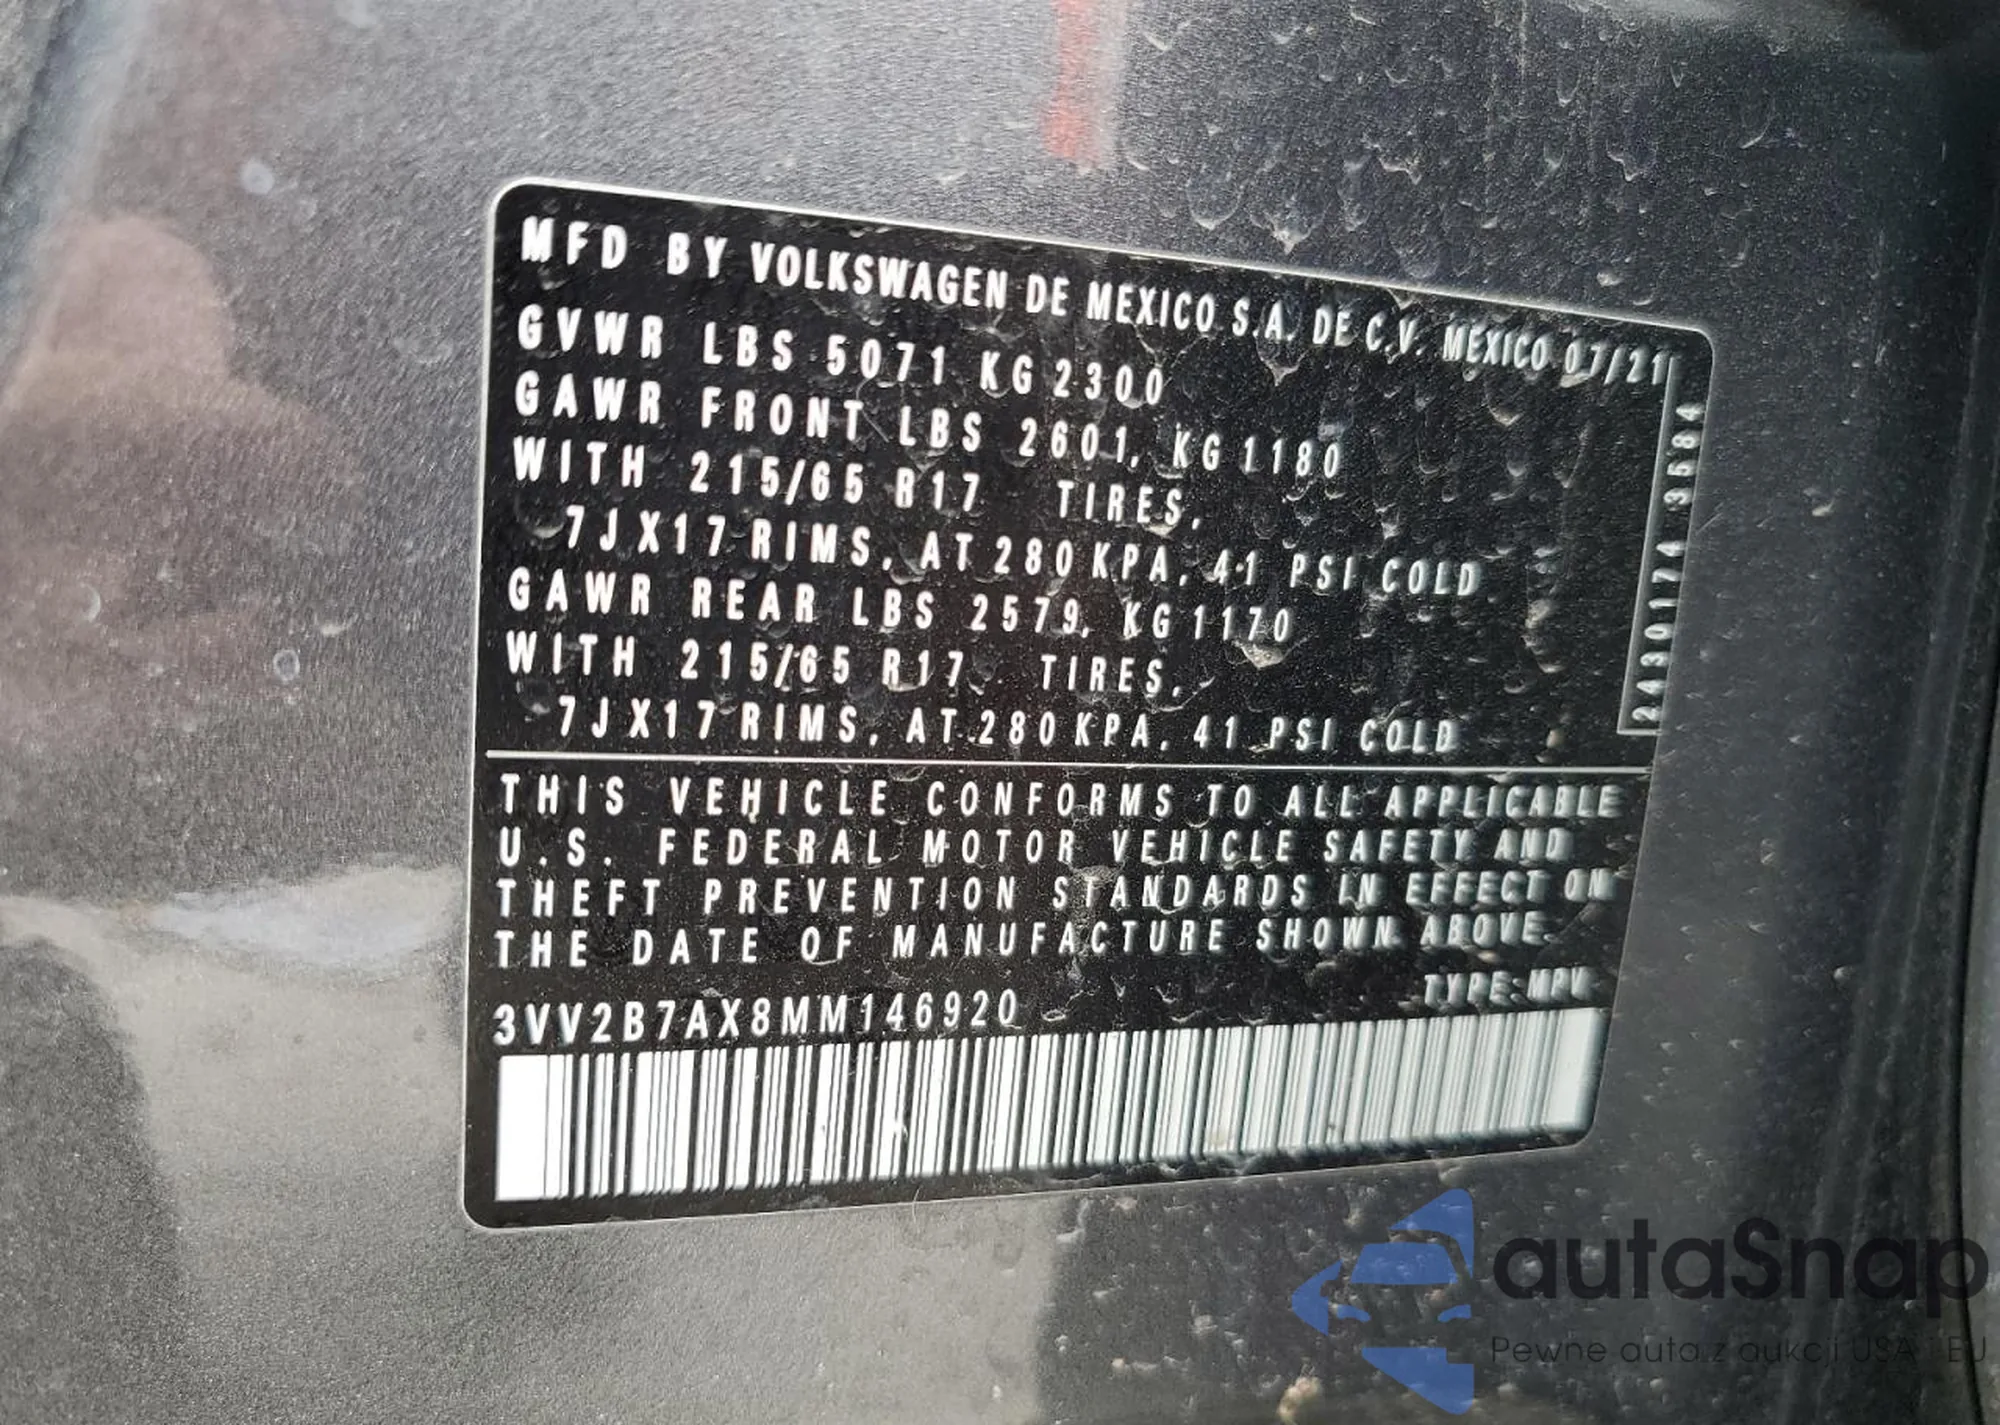 MFD BY VOLKSWAGEN DE MEXICO S.A. DE C.V. MEXICO 07/21
GVWR LBS 5071 KG 2300
GAWR FRONT LBS 2601, KG 1180
WITH 215/65 R17 TIRES,
7JX17 RIMS, AT 280 KPA, 41 PSI COLD
GAWR REAR LBS 2579, KG 1170
WITH 215/65 R17 TIRES,
7JX17 RIMS, AT 280 KPA, 41 PSI COLD
2430174 3584
THIS VEHICLE CONFORMS TO ALL APPLICABLE
U.S. FEDERAL MOTOR VEHICLE SAFETY AND
THEFT PREVENTION STANDARDS IN EFFECT ON
THE DATE OF MANUFACTURE SHOWN ABOVE.
TYPE:MPV
3VV2B7AX8MM146920
autaSnap
Pewne auta z aukcji USA i EU